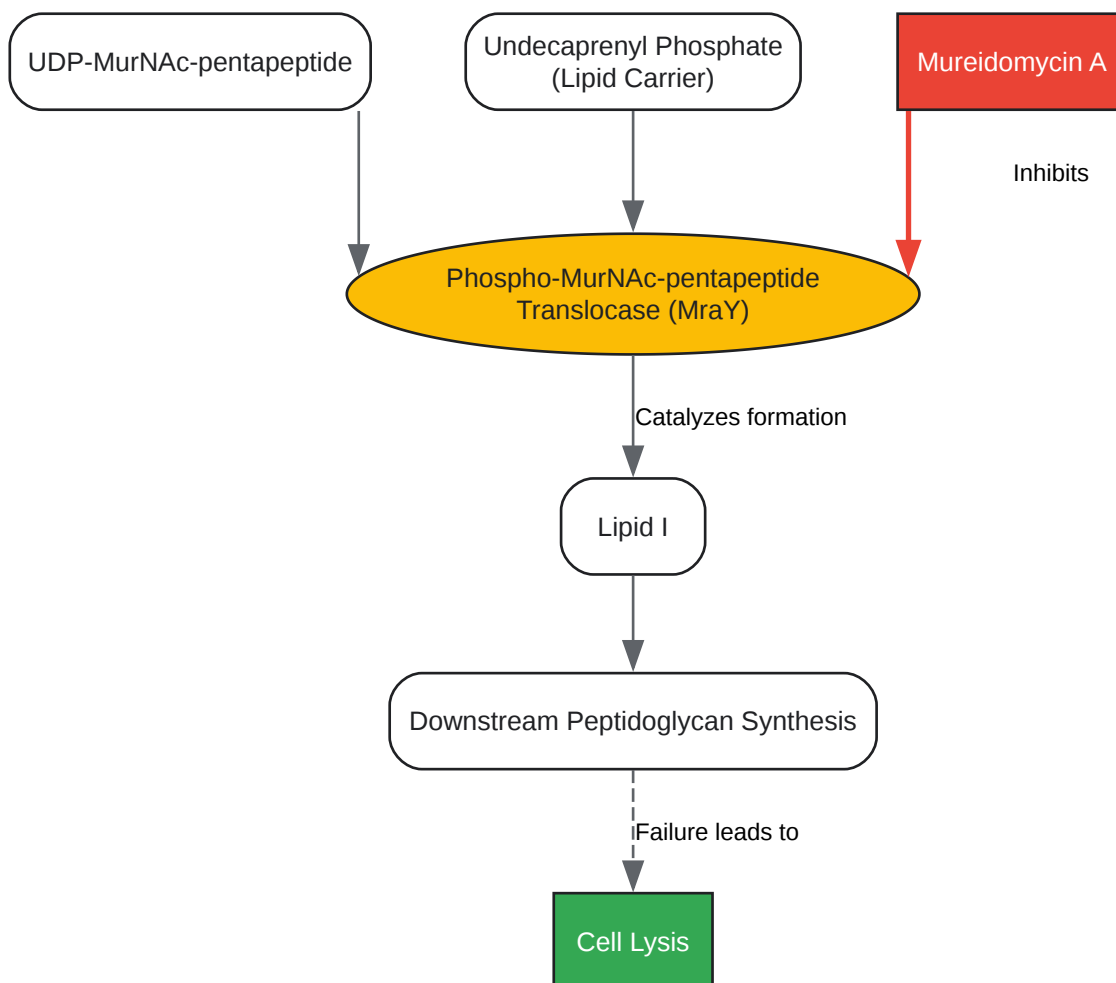 UDP-MurNAc-pentapeptide
Undecaprenyl Phosphate
(Lipid Carrier)
Mureidomycin A
Inhibits
Phospho-MurNAc-pentapeptide
Translocase (MraY)
Catalyzes formation
Lipid I
Downstream Peptidoglycan Synthesis
Failure leads to
Cell Lysis